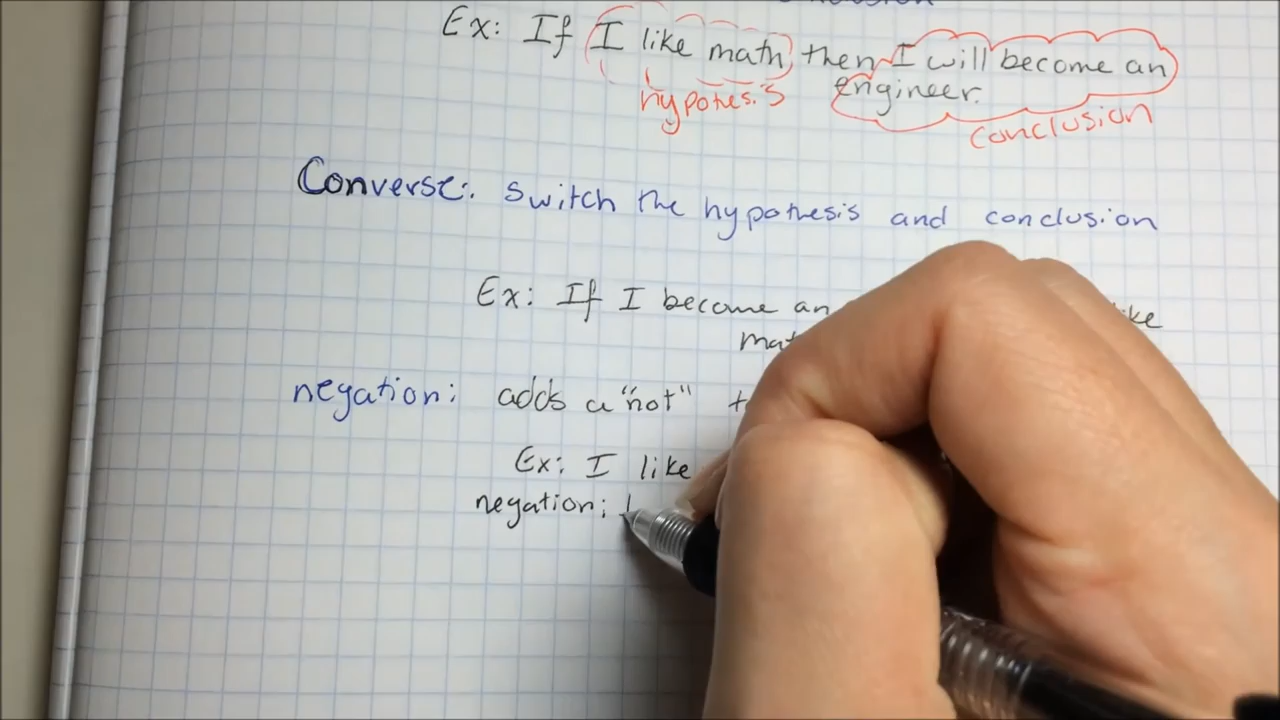 Ex: If I like math then I will become an
engineer.
hypothesis
conclusion
Converse: switch the hypothesis and conclusion
Ex: If I become an
negation: adds a "not"
Ex: I like
negation: I